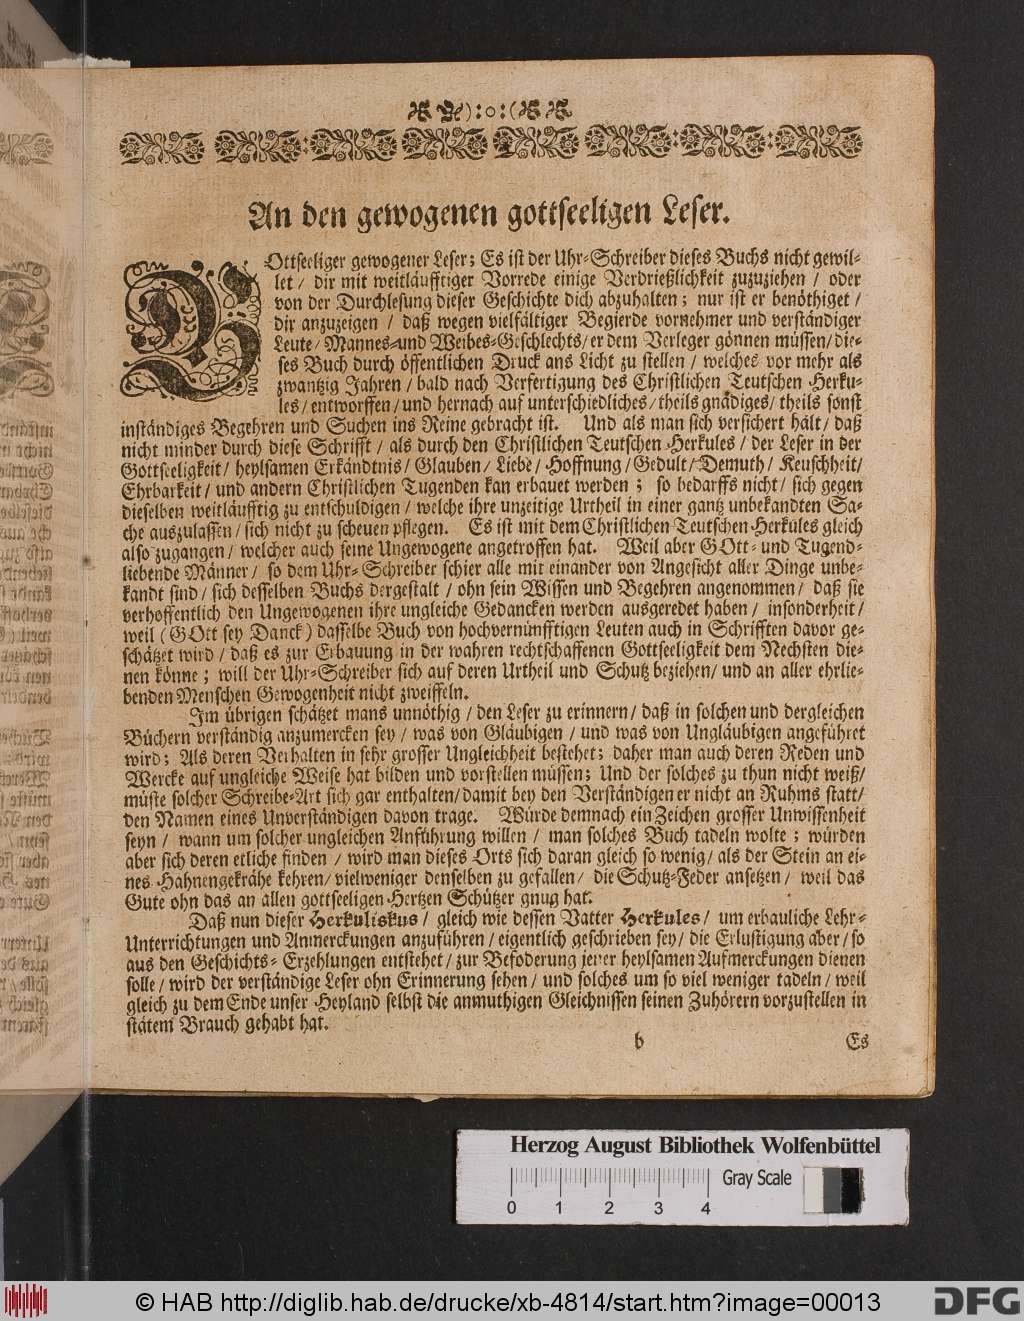 ):o:(
An den gewogenen gottseeligen Leser.
GOttseeliger gewogener Leser; Es ist der Uhr-Schreiber dieses Buchs nicht gewil-
let / dir mit weitläufftiger Vorrede einige Verdrießlichkeit zuzuziehen / oder
von der Durchlesung dieser Geschichte dich abzuhalten; nur ist er benöthiget /
dir anzuzeigen / daß wegen vielfältiger Begierde vornehmer und verständiger
Leute / Mannes-und Weibes-Geschlechts / er dem Verleger gönnen müssen / die-
ses Buch durch öffentlichen Druck ans Licht zu stellen / welches vor mehr als
zwantzig Jahren / bald nach Verfertigung des Christlichen Teutschen Herku-
les / entworffen / und hernach auf unterschiedliches / theils gnädiges / theils sonst
inständiges Begehren und Suchen ins Reine gebracht ist. Und als man sich versichert hält / daß
nicht minder durch diese Schrifft / als durch den Christlichen Teutschen Herkules / der Leser in der
Gottseeligkeit / heylsamen Erkändtnis / Glauben / Liebe / Hoffnung / Gedult / Demuth / Keuschheit /
Ehrbarkeit / und andern Christlichen Tugenden kan erbauet werden ; so bedarffs nicht / sich gegen
dieselben weitläufftig zu entschuldigen / welche ihre unzeitige Urtheil in einer gantz unbekandten Sa-
che auszulassen / sich nicht zu scheuen pflegen. Es ist mit dem Christlichen Teutschen Herkules gleich
also zugangen / welcher auch seine Ungewogene angetroffen hat. Weil aber GOtt- und Tugend-
liebende Männer / so dem Uhr-Schreiber schier alle mit einander von Angesicht aller Dinge unbe-
kandt sind / sich desselben Buchs dergestalt / ohn sein Wissen und Begehren angenommen / daß sie
verhoffentlich den Ungewogenen ihre ungleiche Gedancken werden ausgeredet haben / insonderheit /
weil (GOtt sey Danck) dasselbe Buch von hochvernünfftigen Leuten auch in Schrifften davor ge-
schätzet wird / daß es zur Erbauung in der wahren rechtschaffenen Gottseeligkeit dem Nechsten die-
nen könne ; will der Uhr-Schreiber sich auf deren Urtheil und Schutz beziehen / und an aller ehrlie-
benden Menschen Gewogenheit nicht zweiffeln.
Im übrigen schätzet mans unnöthig / den Leser zu erinnern / daß in solchen und dergleichen
Büchern verständig anzumercken sey / was von Gläubigen / und was von Ungläubigen angeführet
wird ; Als deren Verhalten in sehr grosser Ungleichheit bestehet ; daher man auch deren Reden und
Wercke auf ungleiche Weise hat bilden und vorstellen müssen ; Und der solches zu thun nicht weiß /
müste solcher Schreibe-Art sich gar enthalten / damit bey den Verständigen er nicht an Ruhms statt /
den Namen eines Unverständigen davon trage. Würde demnach ein Zeichen grosser Unwissenheit
seyn / wann um solcher ungleichen Anführung willen / man solches Buch tadeln wolte ; würden
aber sich deren etliche finden / wird man dieses Orts sich daran gleich so wenig / als der Stein an ei-
nes Hahnengekrähe kehren / vielweniger denselben zu gefallen / die Schutz-Feder ansetzen / weil das
Gute ohn das an allen gottseeligen Hertzen Schützer gnug hat.
Daß nun dieser Herkuliskus / gleich wie dessen Vatter Herkules / um erbauliche Lehr-
Unterrichtungen und Anmerckungen anzuführen / eigentlich geschrieben sey / die Erlustigung aber / so
aus den Geschichts-Erzehlungen entstehet / zur Befoderung jener heylsamen Aufmerckungen dienen
solle / wird der verständige Leser ohn Erinnerung sehen / und solches um so viel weniger tadeln / weil
gleich zu dem Ende unser Heyland selbst die anmuthigen Gleichnissen seinen Zuhörern vorzustellen in
stätem Brauch gehabt hat.
b Es
Herzog August Bibliothek Wolfenbüttel
Gray Scale
0 1 2 3 4
© HAB http://diglib.hab.de/drucke/xb-4814/start.htm?image=00013
DFG